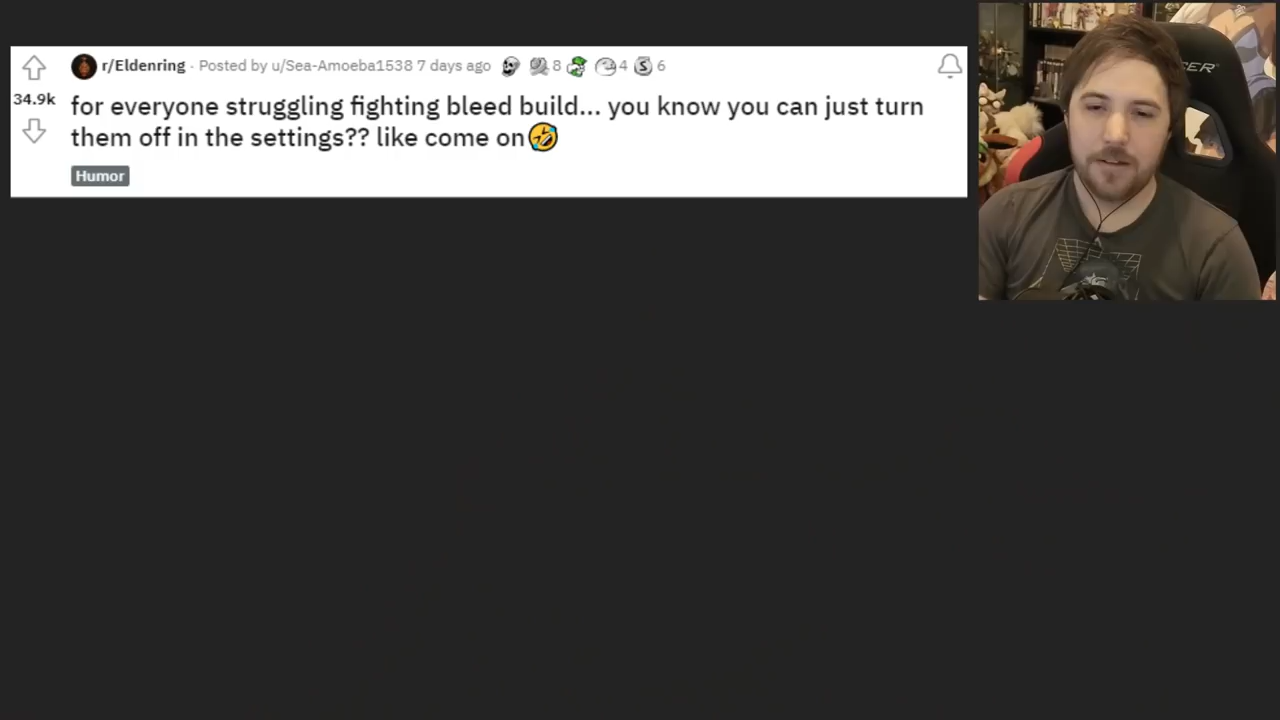 r/Eldenring · Posted by u/Sea-Amoeba1538 7 days ago 8 4 S 6
34.9k
for everyone struggling fighting bleed build... you know you can just turn
them off in the settings?? like come on🤣
Humor